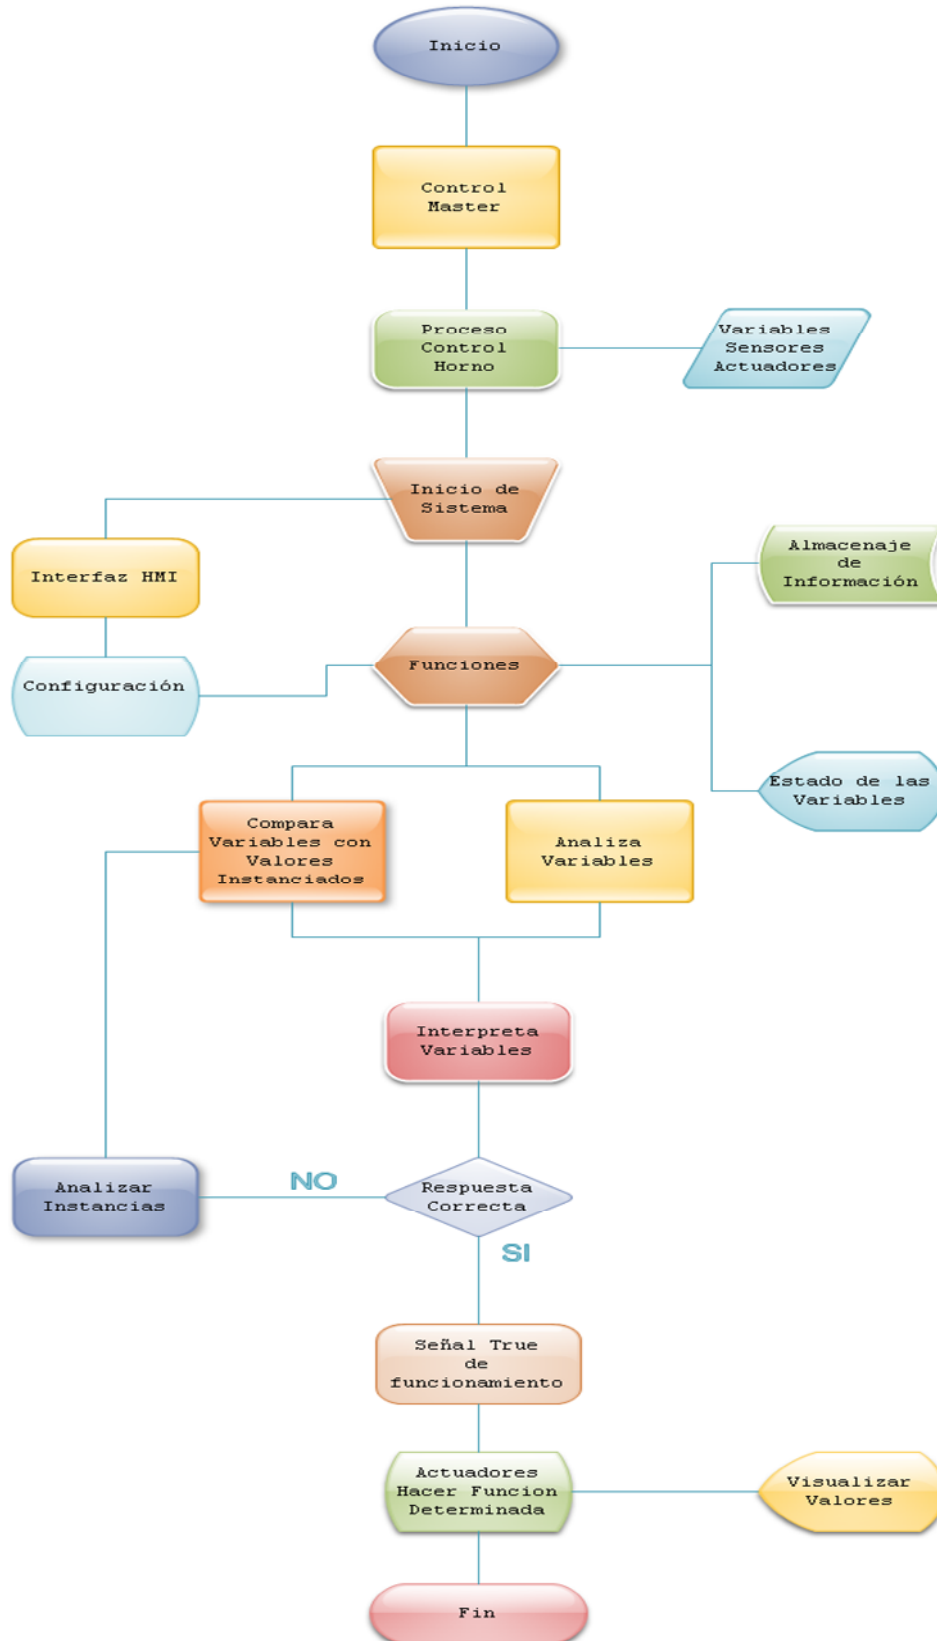 Inicio
Control
Master
Proceso
Control
Horno
Variables
Sensores
Actuadores
Inicio de
Sistema
Interfaz HMI
Almacenaje
de
Información
Configuración
Funciones
Estado de las
Variables
Compara
Variables con
Valores
Instanciados
Analiza
Variables
Interpreta
Variables
Analizar
Instancias
NO
Respuesta
Correcta
SI
Señal True
de
funcionamiento
Actuadores
Hacer Funcion
Determinada
Visualizar
Valores
Fin